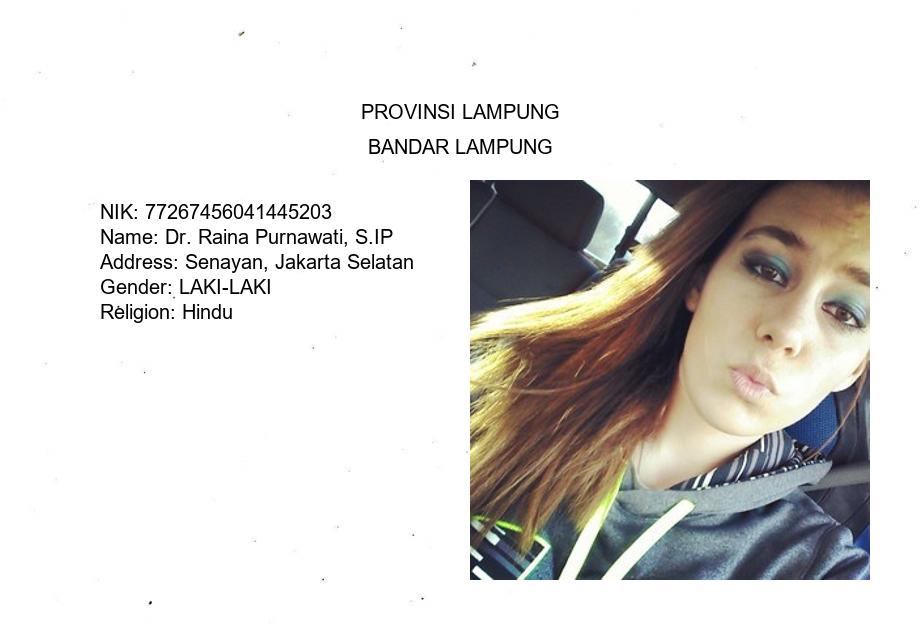 PROVINSI LAMPUNG
BANDAR LAMPUNG
NIK: 77267456041445203
Name: Dr. Raina Purnawati, S.IP
Address: Senayan, Jakarta Selatan
Gender: LAKI-LAKI
Religion: Hindu